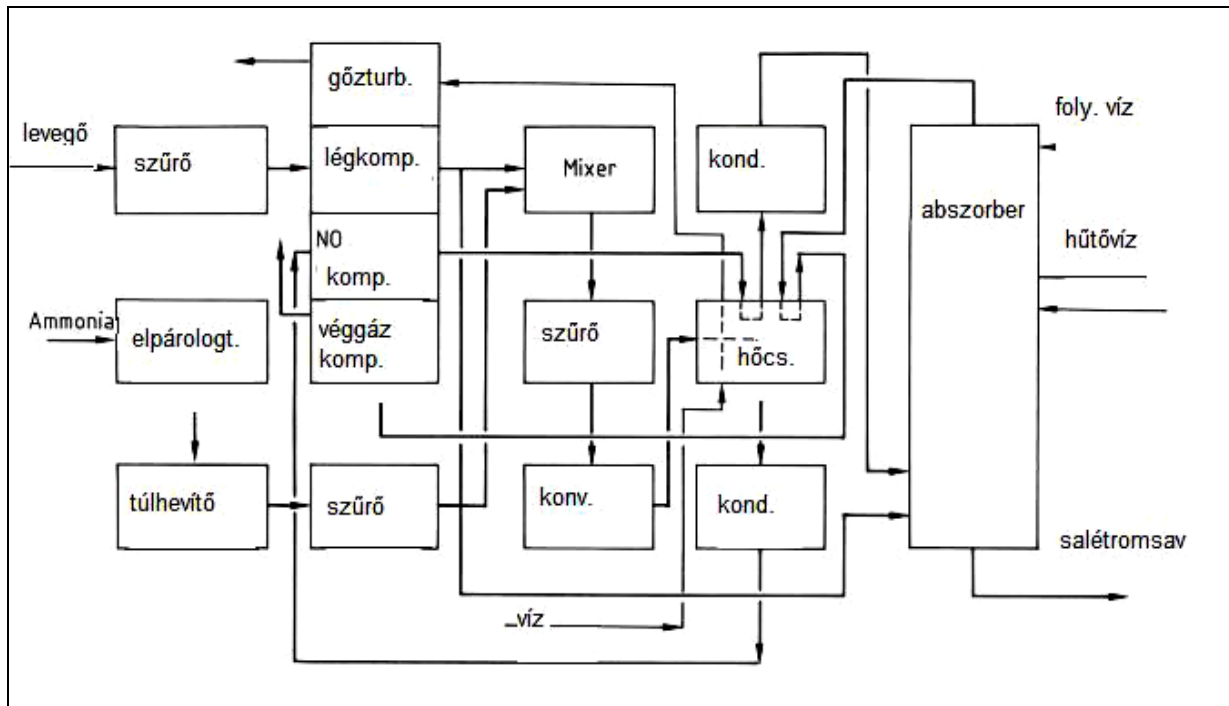 gőzturb.
levegő
szűrő
légkomp.
Mixer
kond.
foly. víz
abszorber
hűtővíz
NO
komp.
Ammonia
elpárologt.
véggáz
komp.
szűrő
hőcs.
túlhevítő
szűrő
konv.
kond.
salétromsav
víz